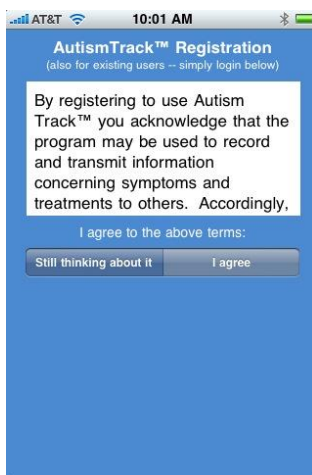 AT&T 10:01 AM
AutismTrack™ Registration
(also for existing users -- simply login below)
By registering to use Autism
Track™ you acknowledge that the
program may be used to record
and transmit information
concerning symptoms and
treatments to others. Accordingly,
I agree to the above terms:
Still thinking about it I agree